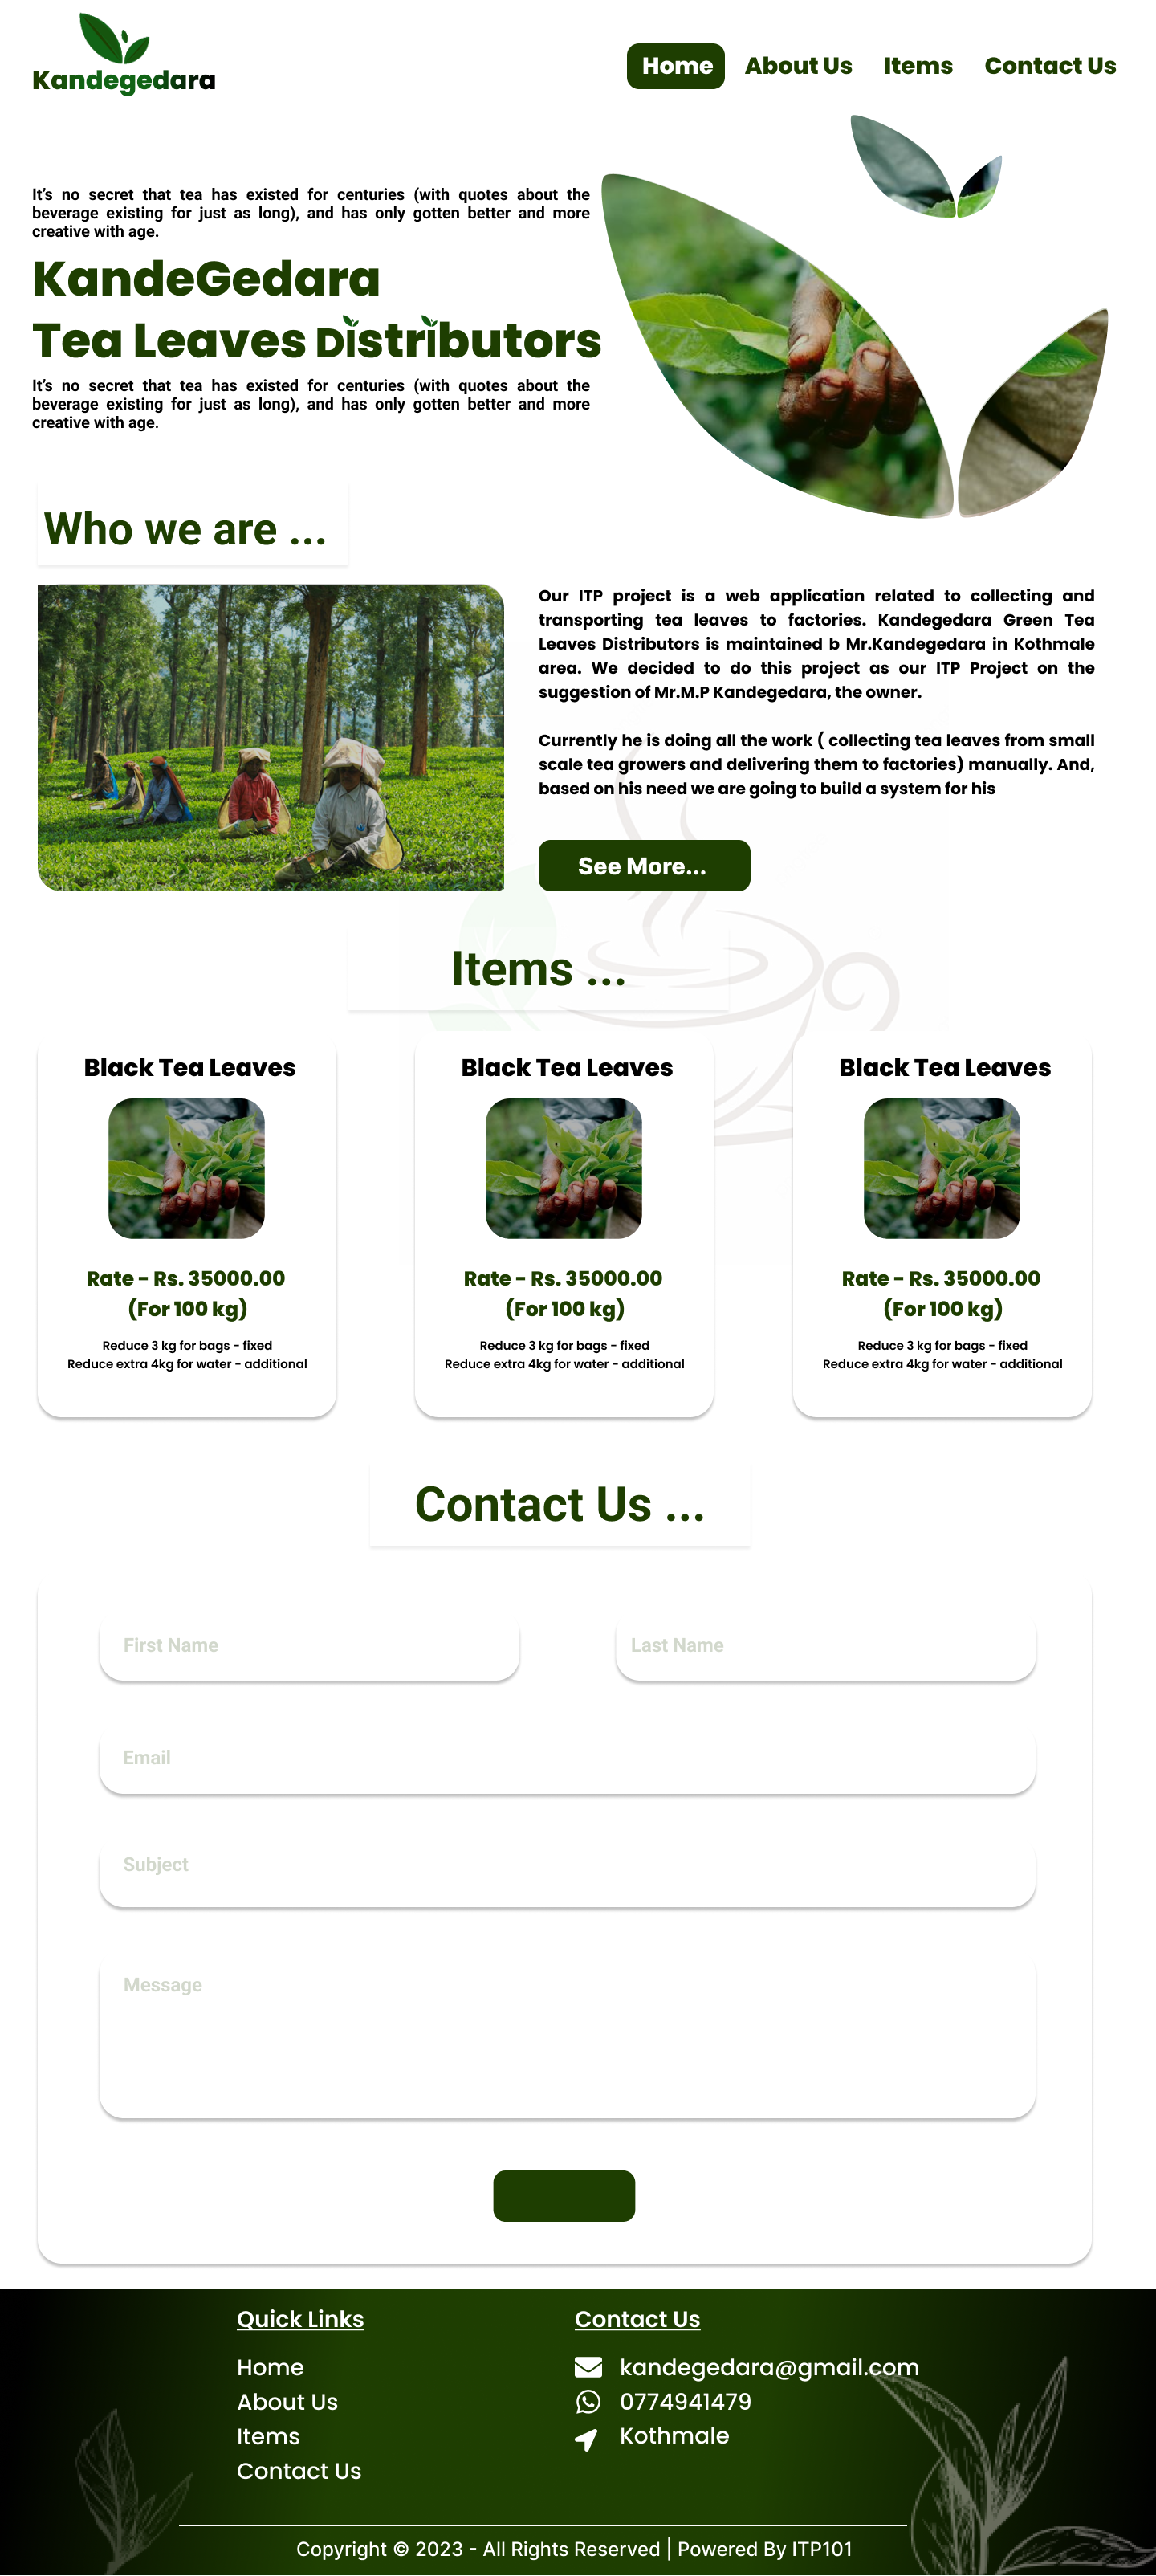 Kandegedara
Home About Us Items Contact Us
It’s no secret that tea has existed for centuries (with quotes about the
beverage existing for just as long), and has only gotten better and more
creative with age.
KandeGedara
Tea Leaves Distributors
It’s no secret that tea has existed for centuries (with quotes about the
beverage existing for just as long), and has only gotten better and more
creative with age.
Who we are ...
Our ITP project is a web application related to collecting and
transporting tea leaves to factories. Kandegedara Green Tea
Leaves Distributors is maintained b Mr.Kandegedara in Kothmale
area. We decided to do this project as our ITP Project on the
suggestion of Mr.M.P Kandegedara, the owner.
Currently he is doing all the work ( collecting tea leaves from small
scale tea growers and delivering them to factories) manually. And,
based on his need we are going to build a system for his
See More...
Items ...
Black Tea Leaves
Rate - Rs. 35000.00
(For 100 kg)
Reduce 3 kg for bags - fixed
Reduce extra 4kg for water - additional
Black Tea Leaves
Rate - Rs. 35000.00
(For 100 kg)
Reduce 3 kg for bags - fixed
Reduce extra 4kg for water - additional
Black Tea Leaves
Rate - Rs. 35000.00
(For 100 kg)
Reduce 3 kg for bags - fixed
Reduce extra 4kg for water - additional
Contact Us ...
First Name
Last Name
Email
Subject
Message
Quick Links
Home
About Us
Items
Contact Us
Contact Us
kandegedara@gmail.com
0774941479
Kothmale
Copyright © 2023 - All Rights Reserved | Powered By ITP101